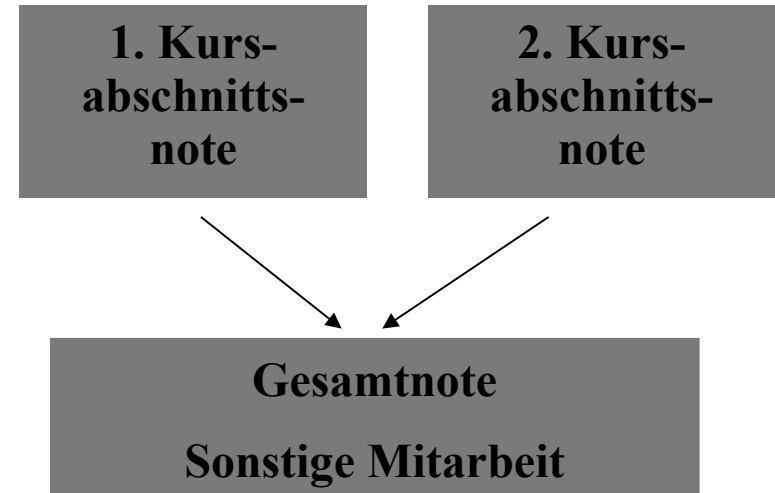 1. Kurs-
abschnitts-
note
2. Kurs-
abschnitts-
note
Gesamtnote
Sonstige Mitarbeit